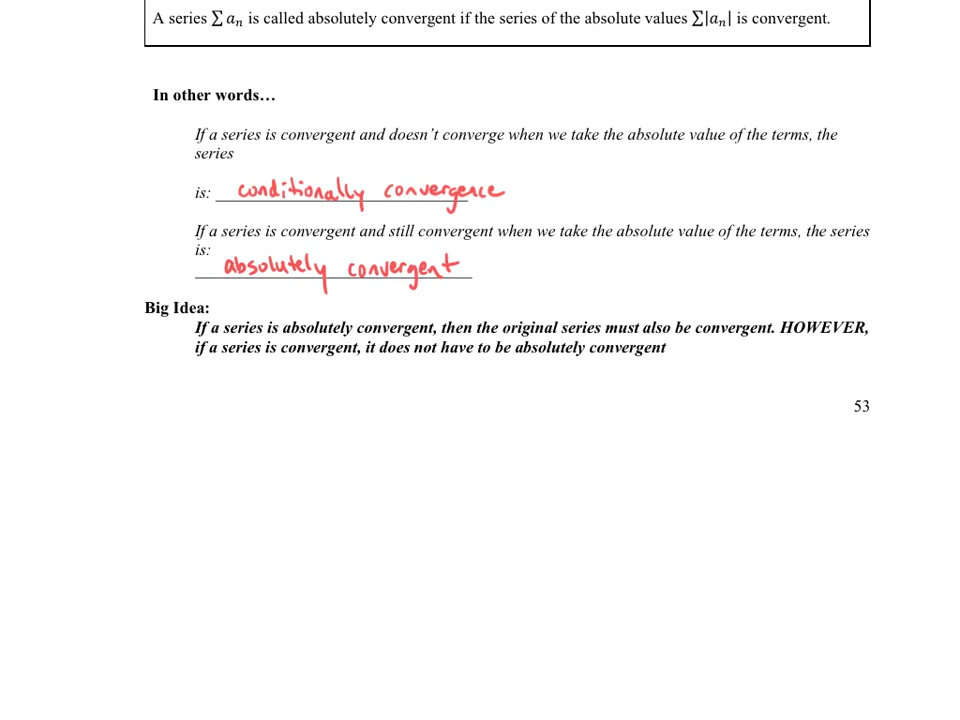 A series ∑ aₙ is called absolutely convergent if the series of the absolute values ∑|aₙ| is convergent.
In other words…
If a series is convergent and doesn’t converge when we take the absolute value of the terms, the
series
is: conditionally convergence
If a series is convergent and still convergent when we take the absolute value of the terms, the series
is:
absolutely convergent
Big Idea:
If a series is absolutely convergent, then the original series must also be convergent. HOWEVER,
if a series is convergent, it does not have to be absolutely convergent
53